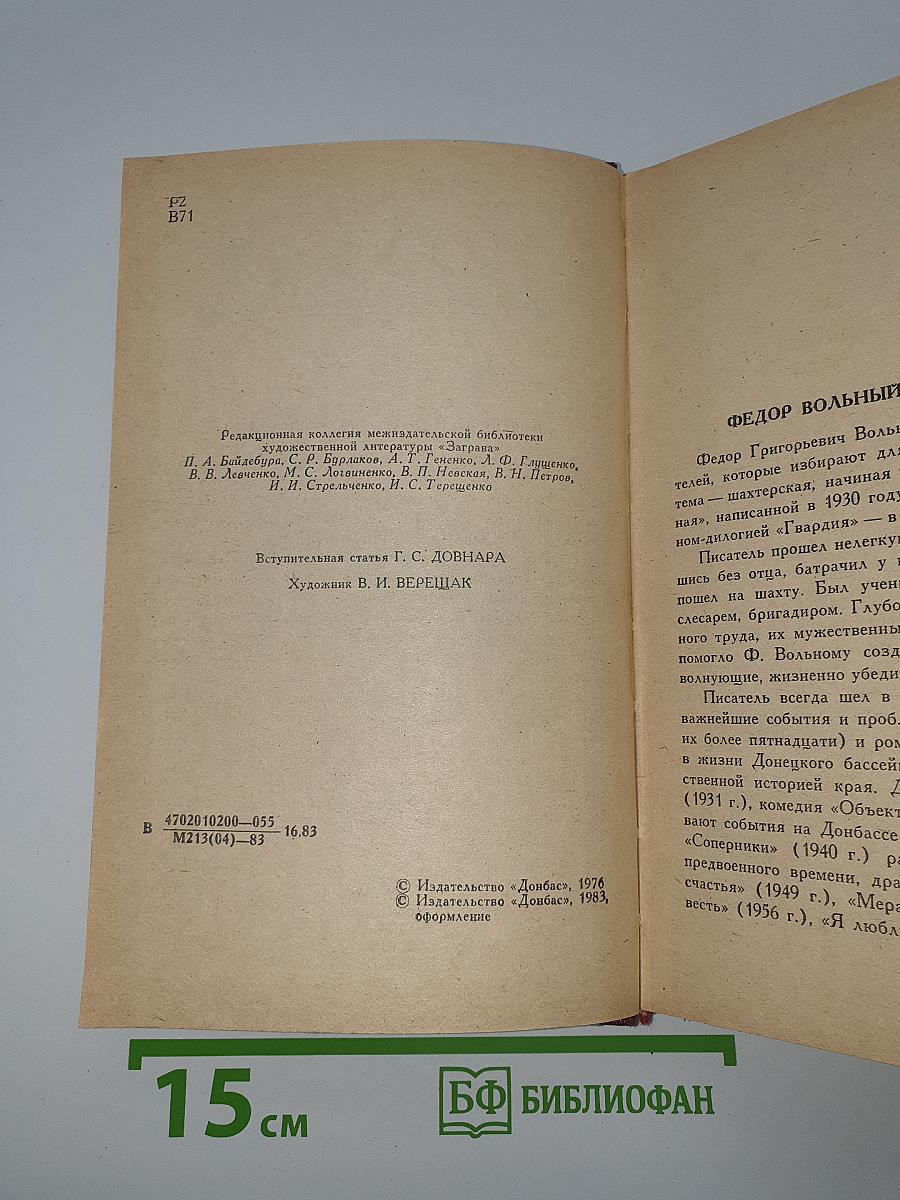 Р2
В71
Редакционная коллегия межиздательской библиотеки
художественной литературы «Заграва»
П. А. Байдебура, С. Р. Бурлаков, А. Т. Гененко, Л. Ф. Глущенко,
В. В. Левченко, М. С. Логвиненко, В. П. Невская, В. Н. Петров,
И. И. Стрельченко, И. С. Терещенко
Вступительная статья Г. С. ДОВНАРА
Художник В. И. ВЕРЕЩАК
В 4702010200—055
М213(04)—83 16.83
© Издательство «Донбас», 1976
© Издательство «Донбас», 1983,
оформление
ФЕДОР ВОЛЬНЫЙ
Федор Григорьевич Воль
телей, которые избирают дл
тема — шахтерская, начиная
ная», написанной в 1930 году
ном-дилогией «Гвардия» — в
Писатель прошел нелегку
шись без отца, батрачил у
пошел на шахту. Был учен
слесарем, бригадиром. Глубо
ного труда, их мужественны
помогло Ф. Вольному созд
волнующие, жизненно убеди
Писатель всегда шел в
важнейшие события и проб
их более пятнадцати) и ром
в жизни Донецкого бассей
ственной историей края. Д
(1931 г.), комедия «Объект
вают события на Донбассе
«Соперники» (1940 г.) ра
предвоенного времени, дра
счастья» (1949 г.), «Мера
весть» (1956 г.), «Я любл
15 см
БФ БИБЛИОФАН